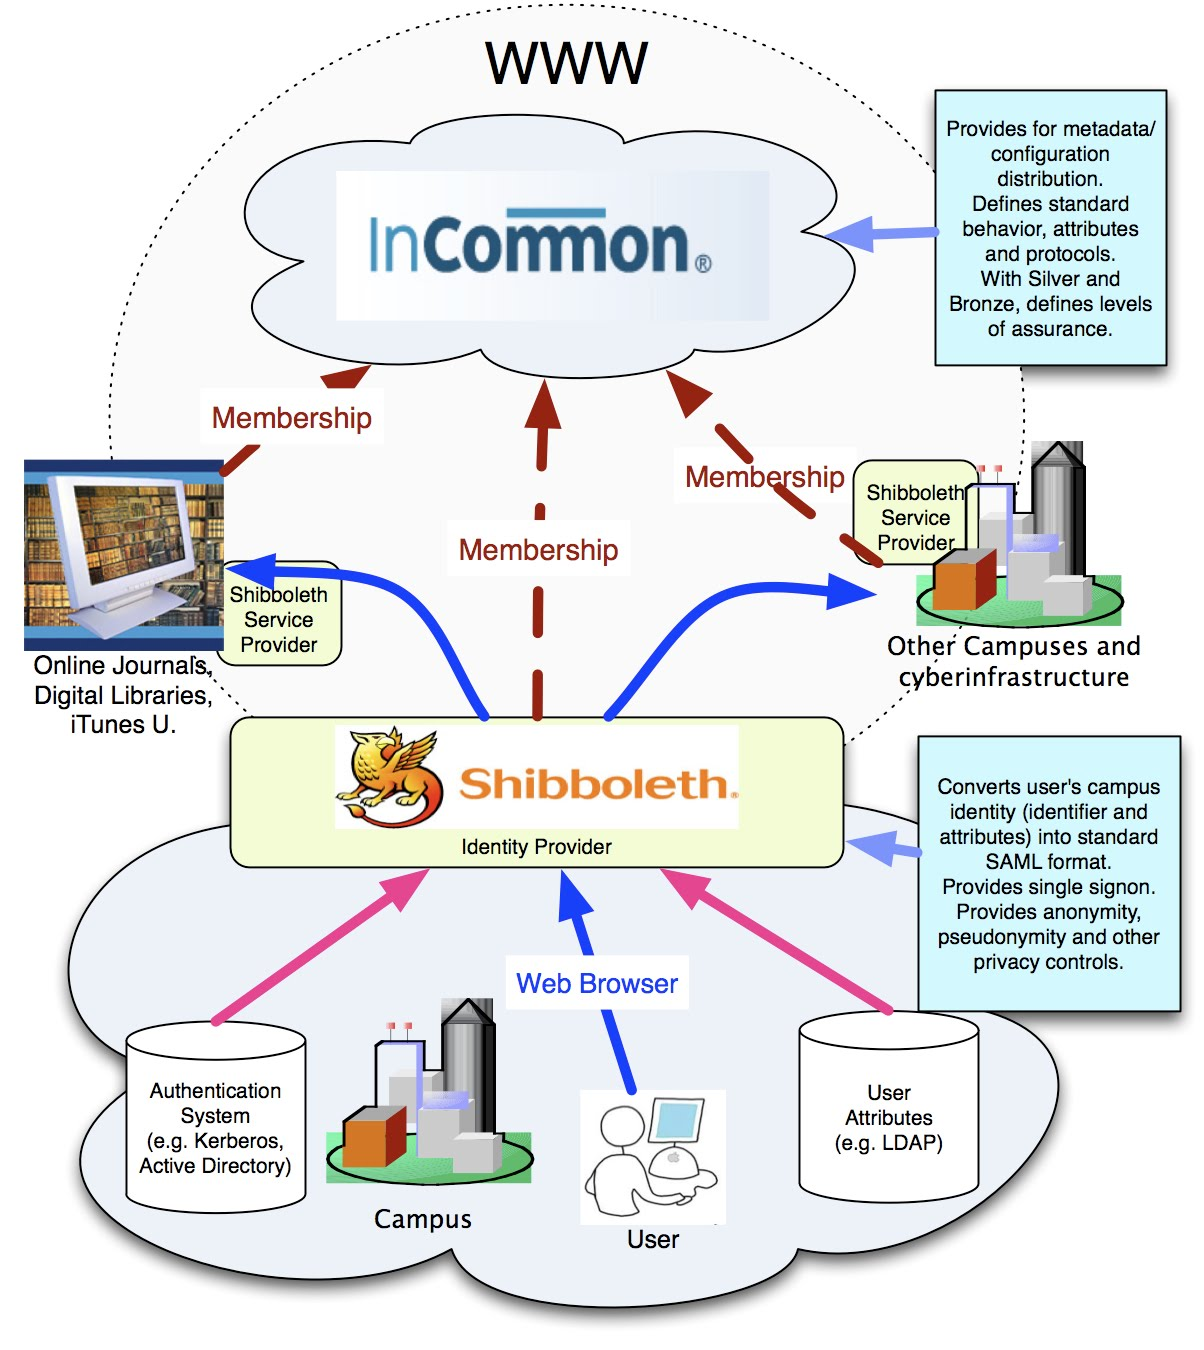 WWW
InCommon®
Provides for metadata/
configuration
distribution.
Defines standard
behavior, attributes
and protocols.
With Silver and
Bronze, defines levels
of assurance.
Membership
Membership
Membership
Shibboleth
Service
Provider
Shibboleth
Service
Provider
Online Journals,
Digital Libraries,
iTunes U.
Other Campuses and
cyberinfrastructure
Shibboleth®
Identity Provider
Converts user's campus
identity (identifier and
attributes) into standard
SAML format.
Provides single signon.
Provides anonymity,
pseudonymity and other
privacy controls.
Web Browser
Authentication
System
(e.g. Kerberos,
Active Directory)
Campus
User
User
Attributes
(e.g. LDAP)